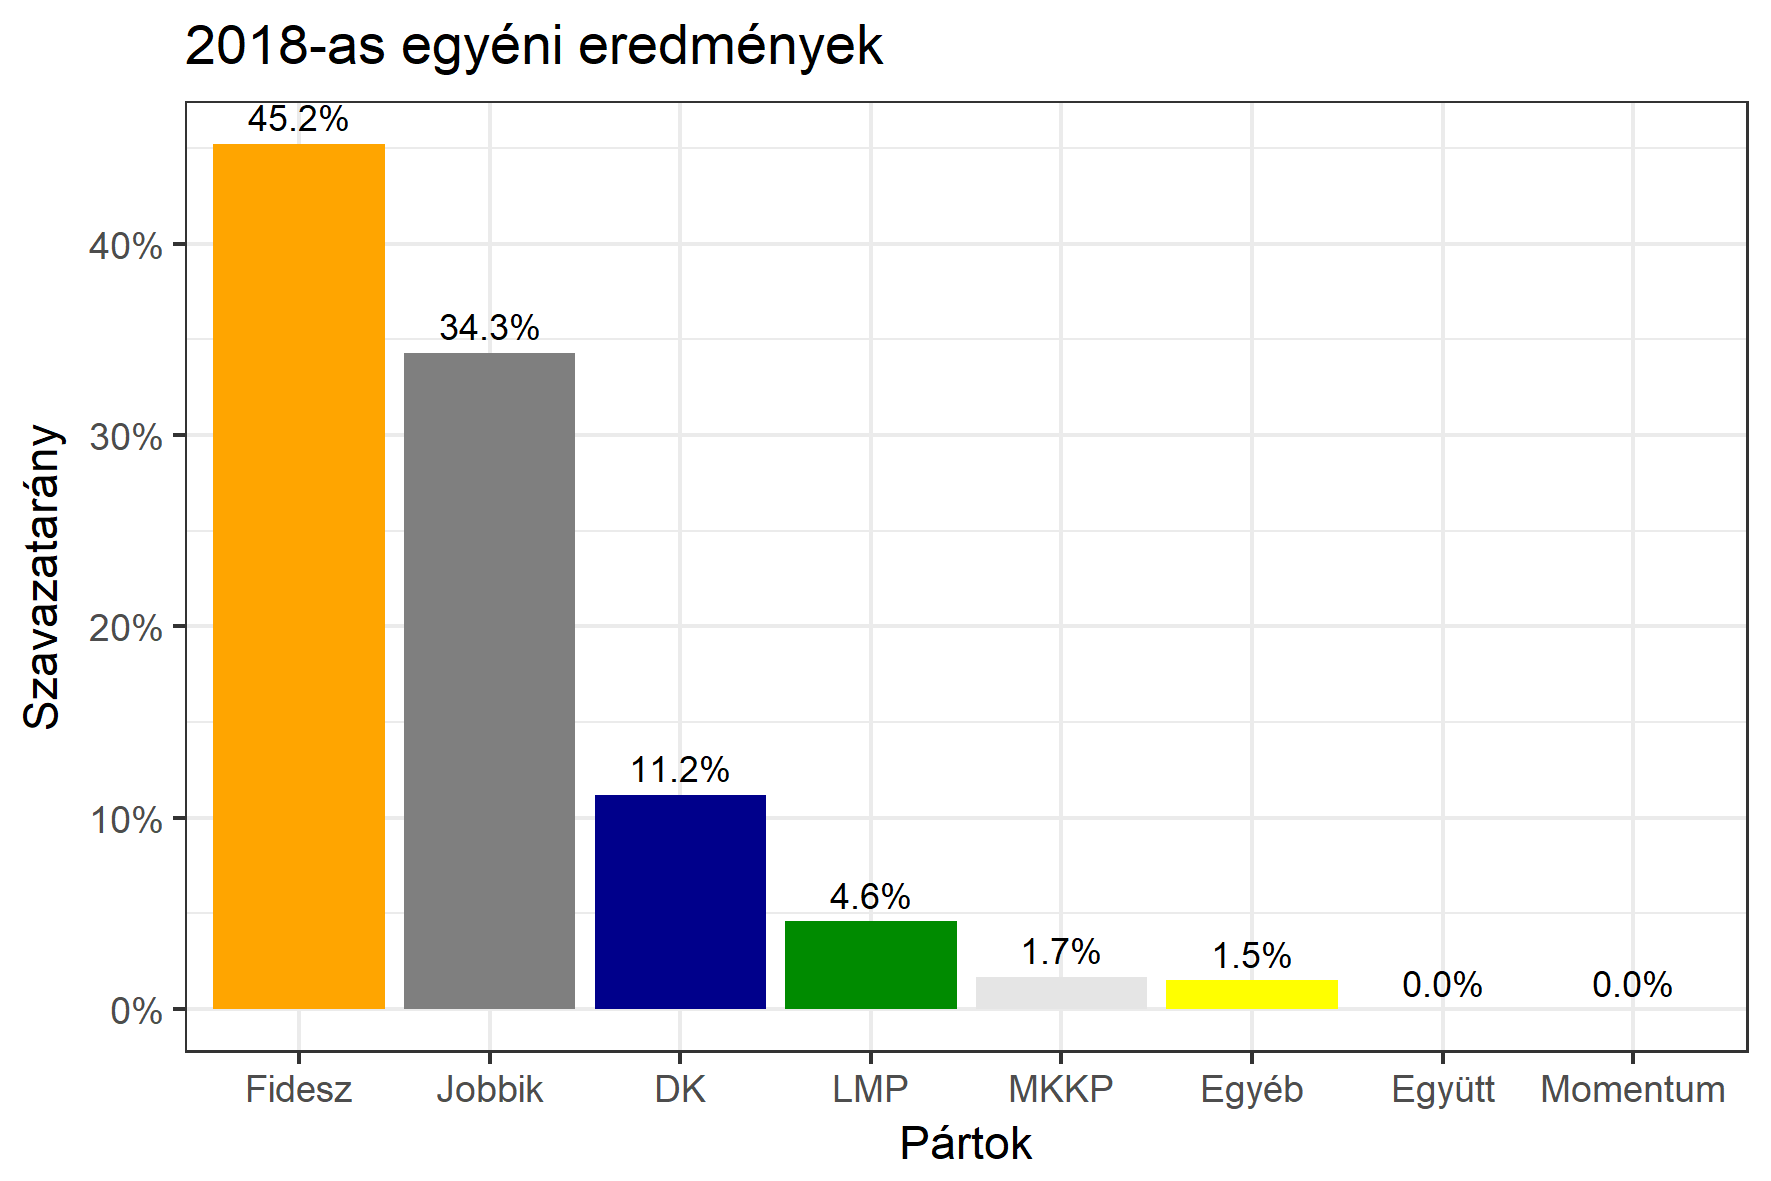 2018-as egyéni eredmények
45.2%
34.3%
11.2%
4.6%
1.7%
1.5%
0.0%
0.0%
Szavazatarány
40%
30%
20%
10%
0%
Fidesz
Jobbik
DK
LMP
MKKP
Egyéb
Együtt
Momentum
Pártok